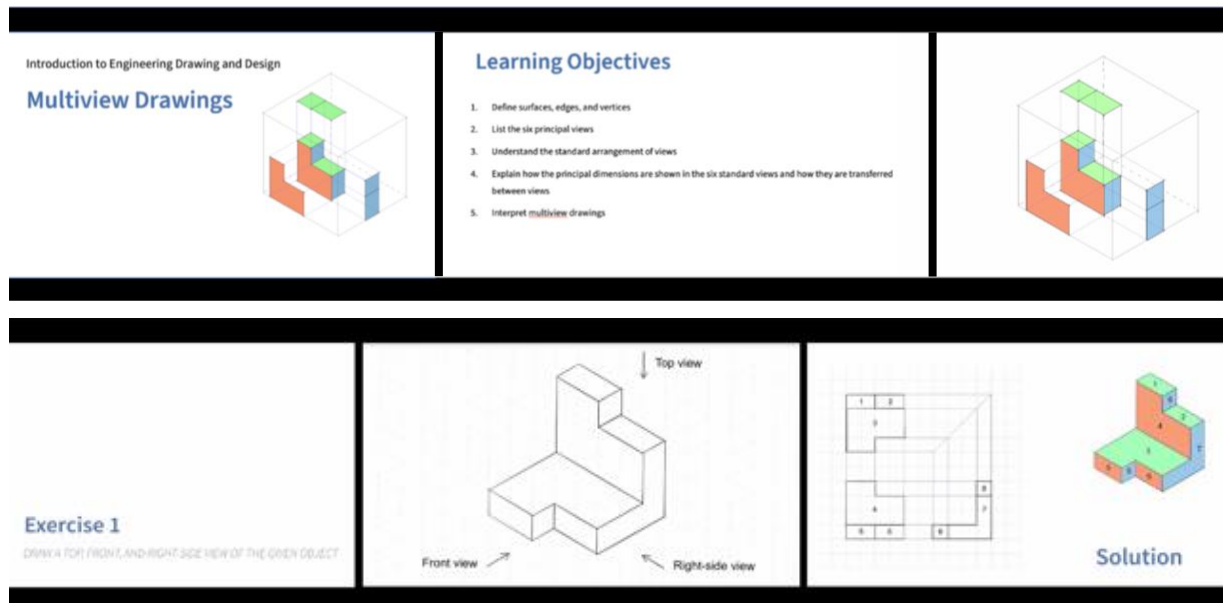 Introduction to Engineering Drawing and Design
Multiview Drawings
Learning Objectives
1. Define surfaces, edges, and vertices
2. List the six principal views
3. Understand the standard arrangement of views
4. Explain how the principal dimensions are shown in the six standard views and how they are transferred
between views
5. Interpret multiview drawings
Exercise 1
DRAW A TOP, FRONT, AND RIGHT-SIDE VIEW OF THE GIVEN OBJECT
Top view
Front view
Right-side view
1 2
4
7
1
4
7
Solution